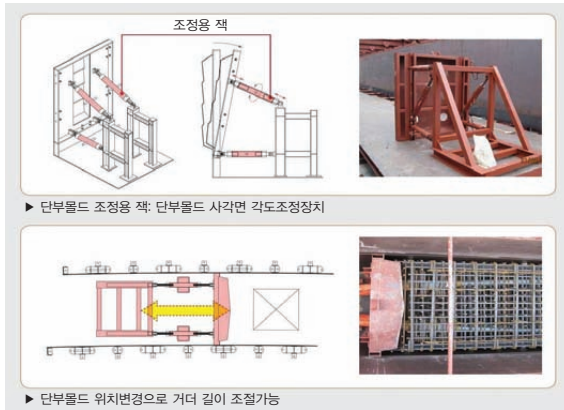 조정용 잭
▶ 단부몰드 조정용 잭: 단부몰드 사각면 각도조정장치
▶ 단부몰드 위치변경으로 거더 길이 조절가능